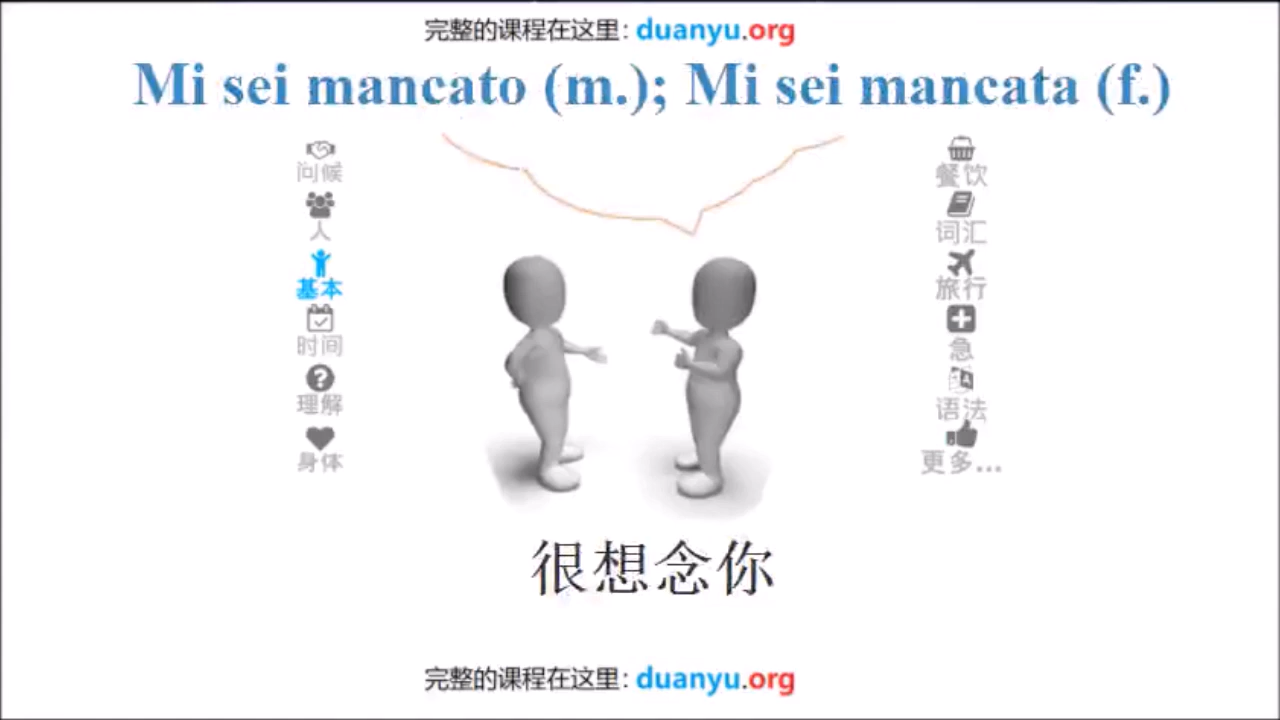 完整的课程在这里: duanyu.org
Mi sei mancato (m.); Mi sei mancata (f.)
问候
人
基本
时间
理解
身体
餐饮
词汇
旅行
急
语法
更多...
很想念你
完整的课程在这里: duanyu.org